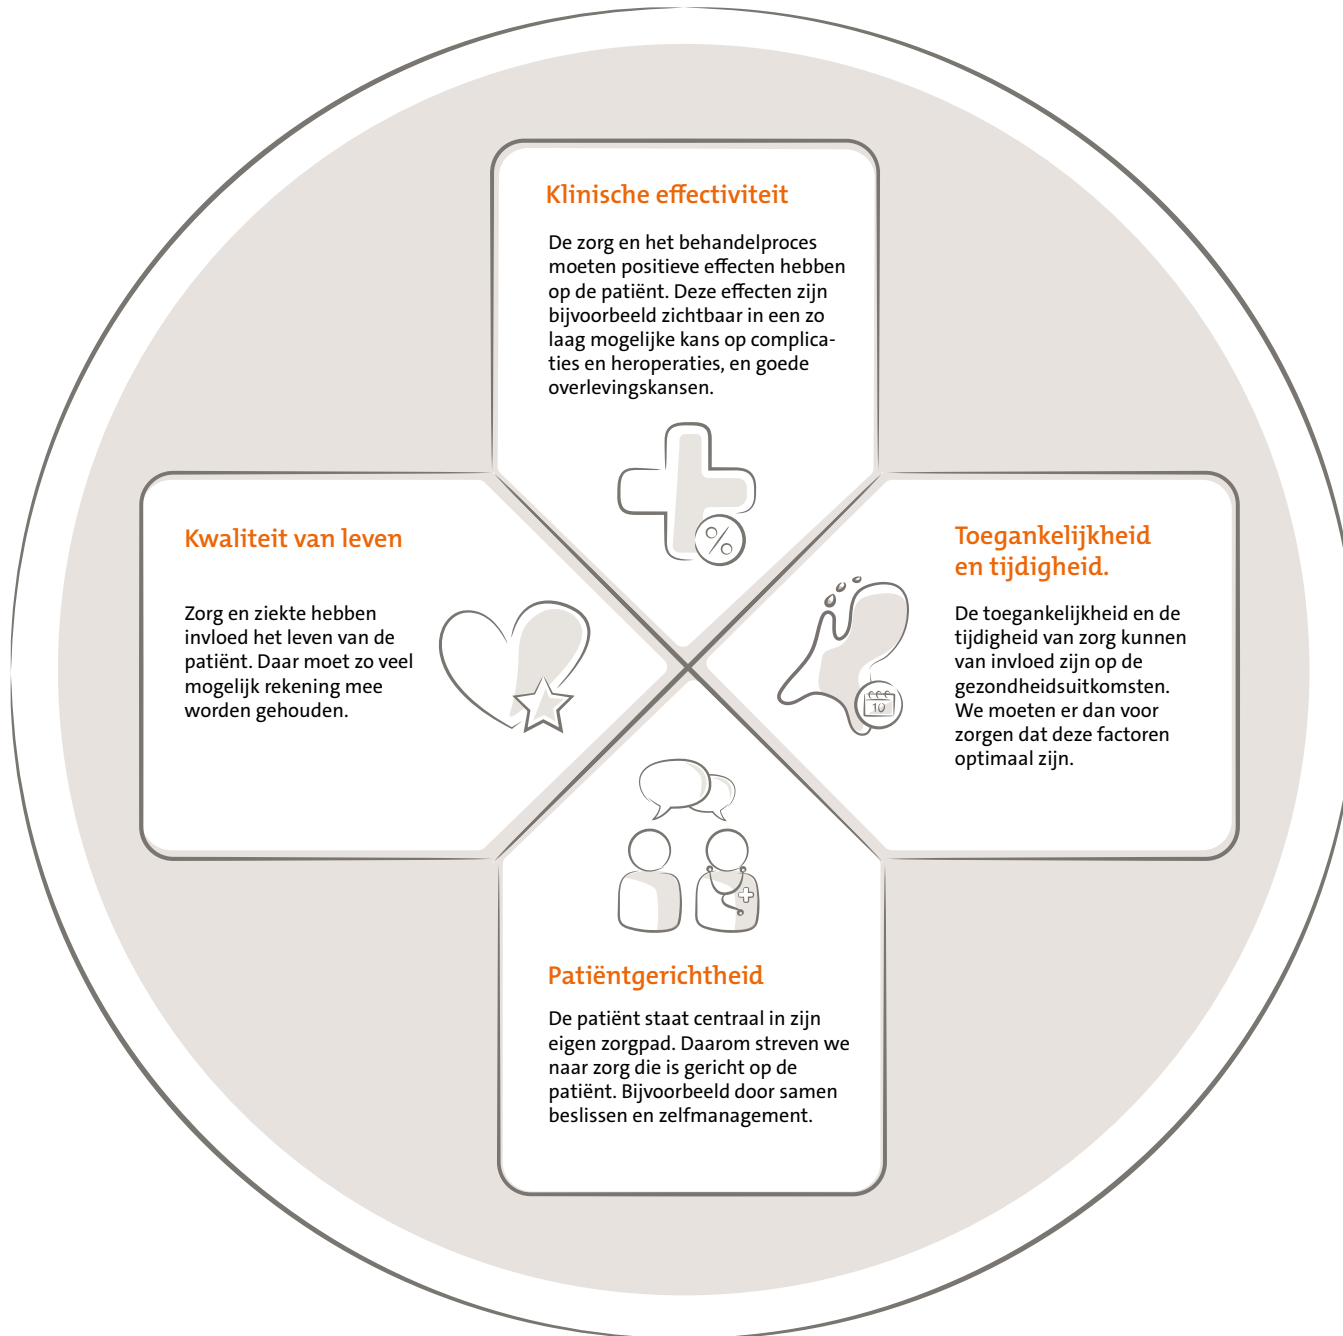 Klinische effectiviteit
De zorg en het behandelproces
moeten positieve effecten hebben
op de patiënt. Deze effecten zijn
bijvoorbeeld zichtbaar in een zo
laag mogelijke kans op complica-
ties en heroperaties, en goede
overlevingskansen.
%
Kwaliteit van leven
Zorg en ziekte hebben
invloed het leven van de
patiënt. Daar moet zo veel
mogelijk rekening mee
worden gehouden.
Toegankelijkheid
en tijdigheid.
De toegankelijkheid en de
tijdigheid van zorg kunnen
van invloed zijn op de
gezondheidsuitkomsten.
We moeten er dan voor
zorgen dat deze factoren
optimaal zijn.
10
Patiëntgerichtheid
De patiënt staat centraal in zijn
eigen zorgpad. Daarom streven we
naar zorg die is gericht op de
patiënt. Bijvoorbeeld door samen
beslissen en zelfmanagement.